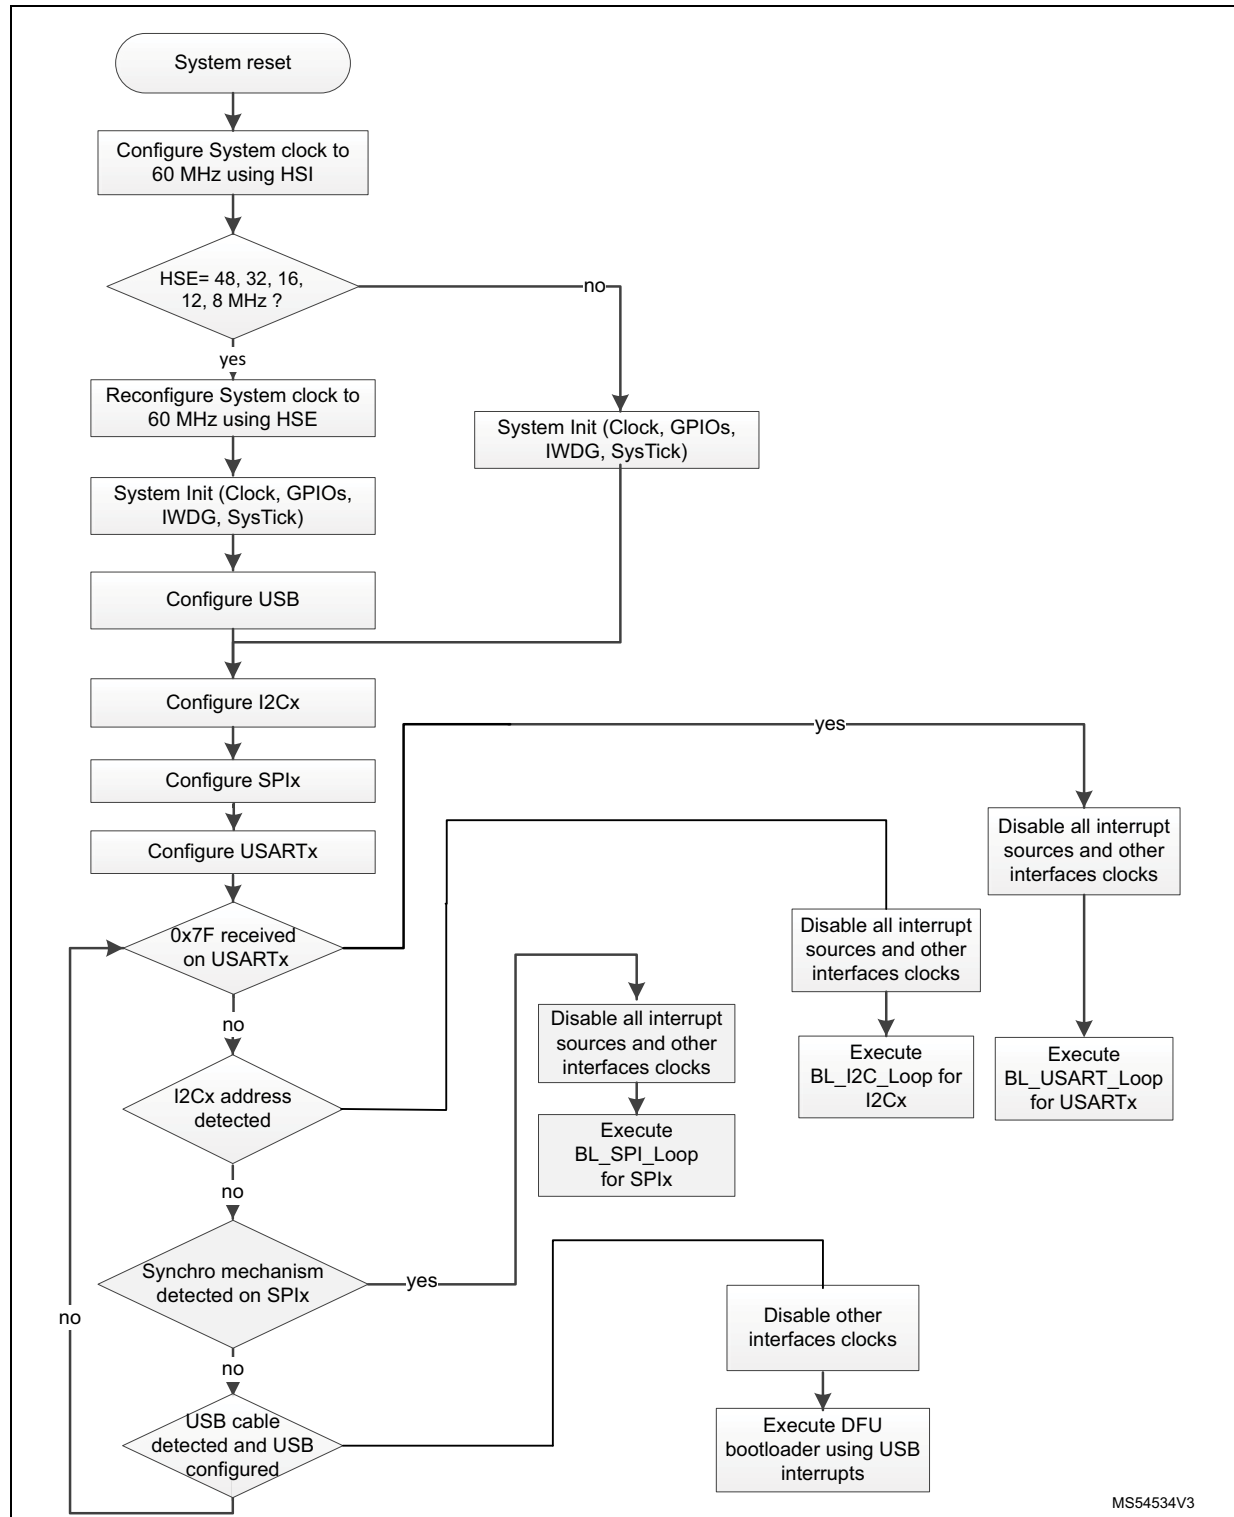 System reset
Configure System clock to
60 MHz using HSI
HSE= 48, 32, 16,
12, 8 MHz ?
no
yes
Reconfigure System clock to
60 MHz using HSE
System Init (Clock, GPIOs,
IWDG, SysTick)
System Init (Clock, GPIOs,
IWDG, SysTick)
Configure USB
Configure I2Cx
yes
Configure SPIx
Configure USARTx
Disable all interrupt
sources and other
interfaces clocks
0x7F received
on USARTx
Disable all interrupt
sources and other
interfaces clocks
no
Disable all interrupt
sources and other
interfaces clocks
Execute
BL_I2C_Loop for
I2Cx
Execute
BL_USART_Loop
for USARTx
I2Cx address
detected
Execute
BL_SPI_Loop
for SPIx
no
Synchro mechanism
detected on SPIx
yes
no
Disable other
interfaces clocks
no
USB cable
detected and USB
configured
Execute DFU
bootloader using USB
interrupts
MS54534V3